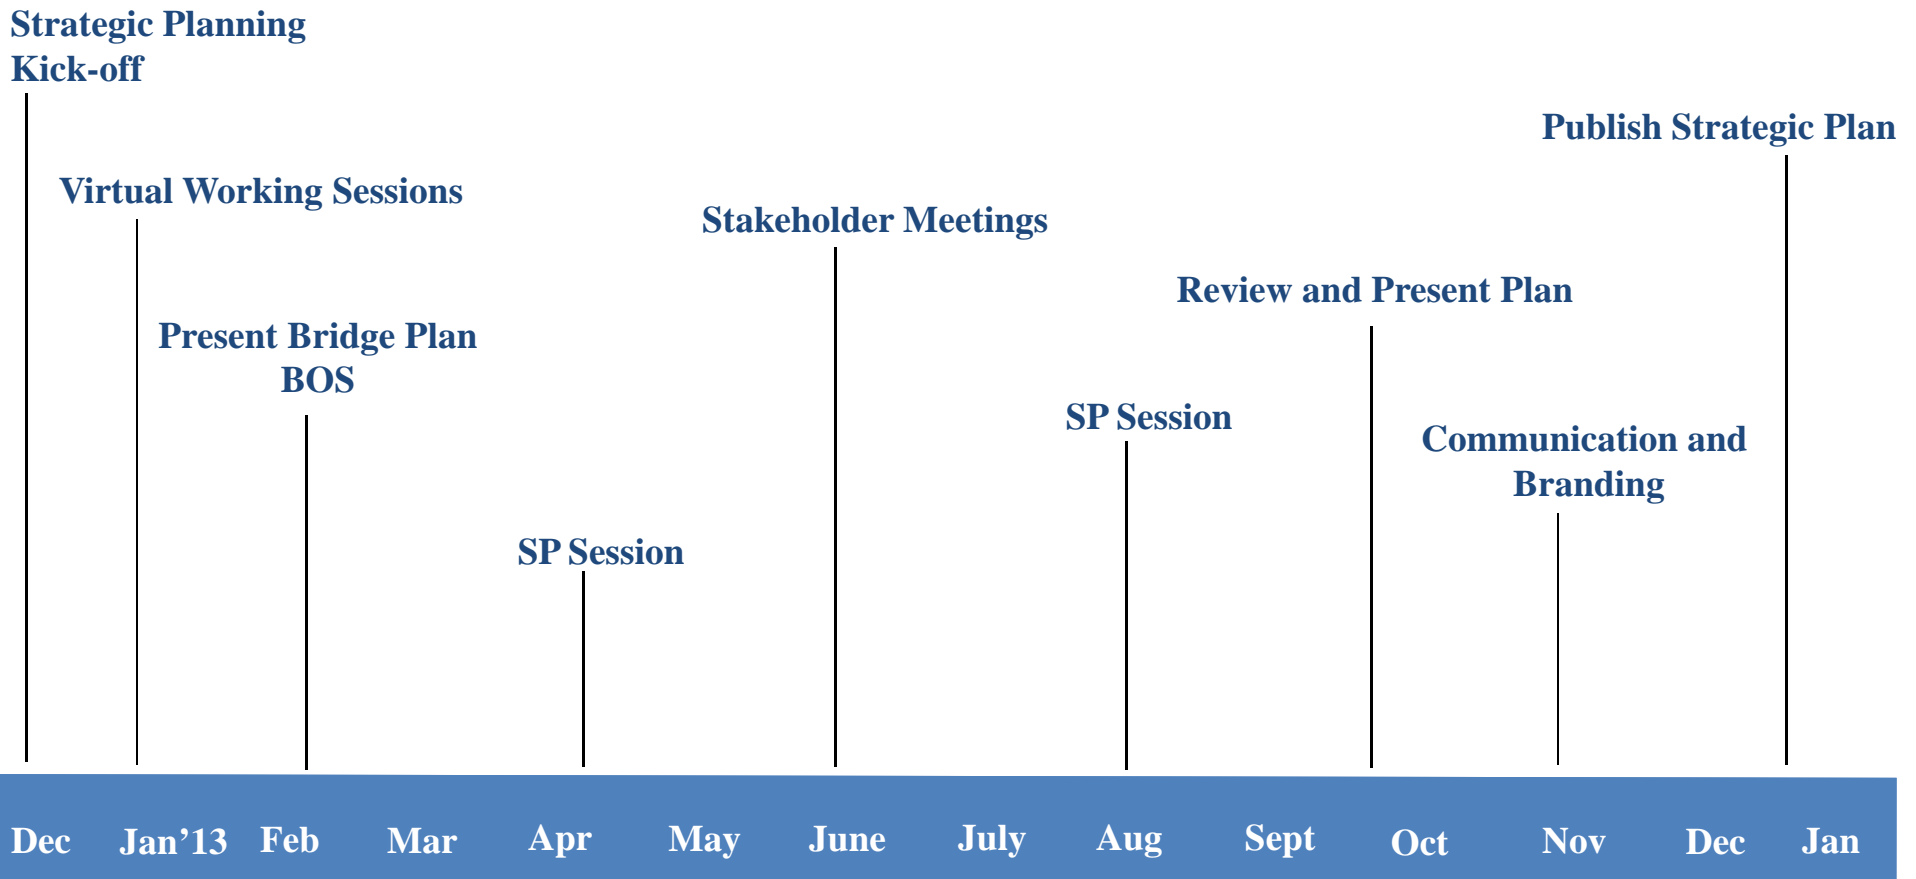 Strategic Planning
Kick-off
Publish Strategic Plan
Virtual Working Sessions
Stakeholder Meetings
Review and Present Plan
Present Bridge Plan
BOS
SP Session
Communication and
Branding
SP Session
Dec Jan’13 Feb Mar Apr May June July Aug Sept Oct Nov Dec Jan